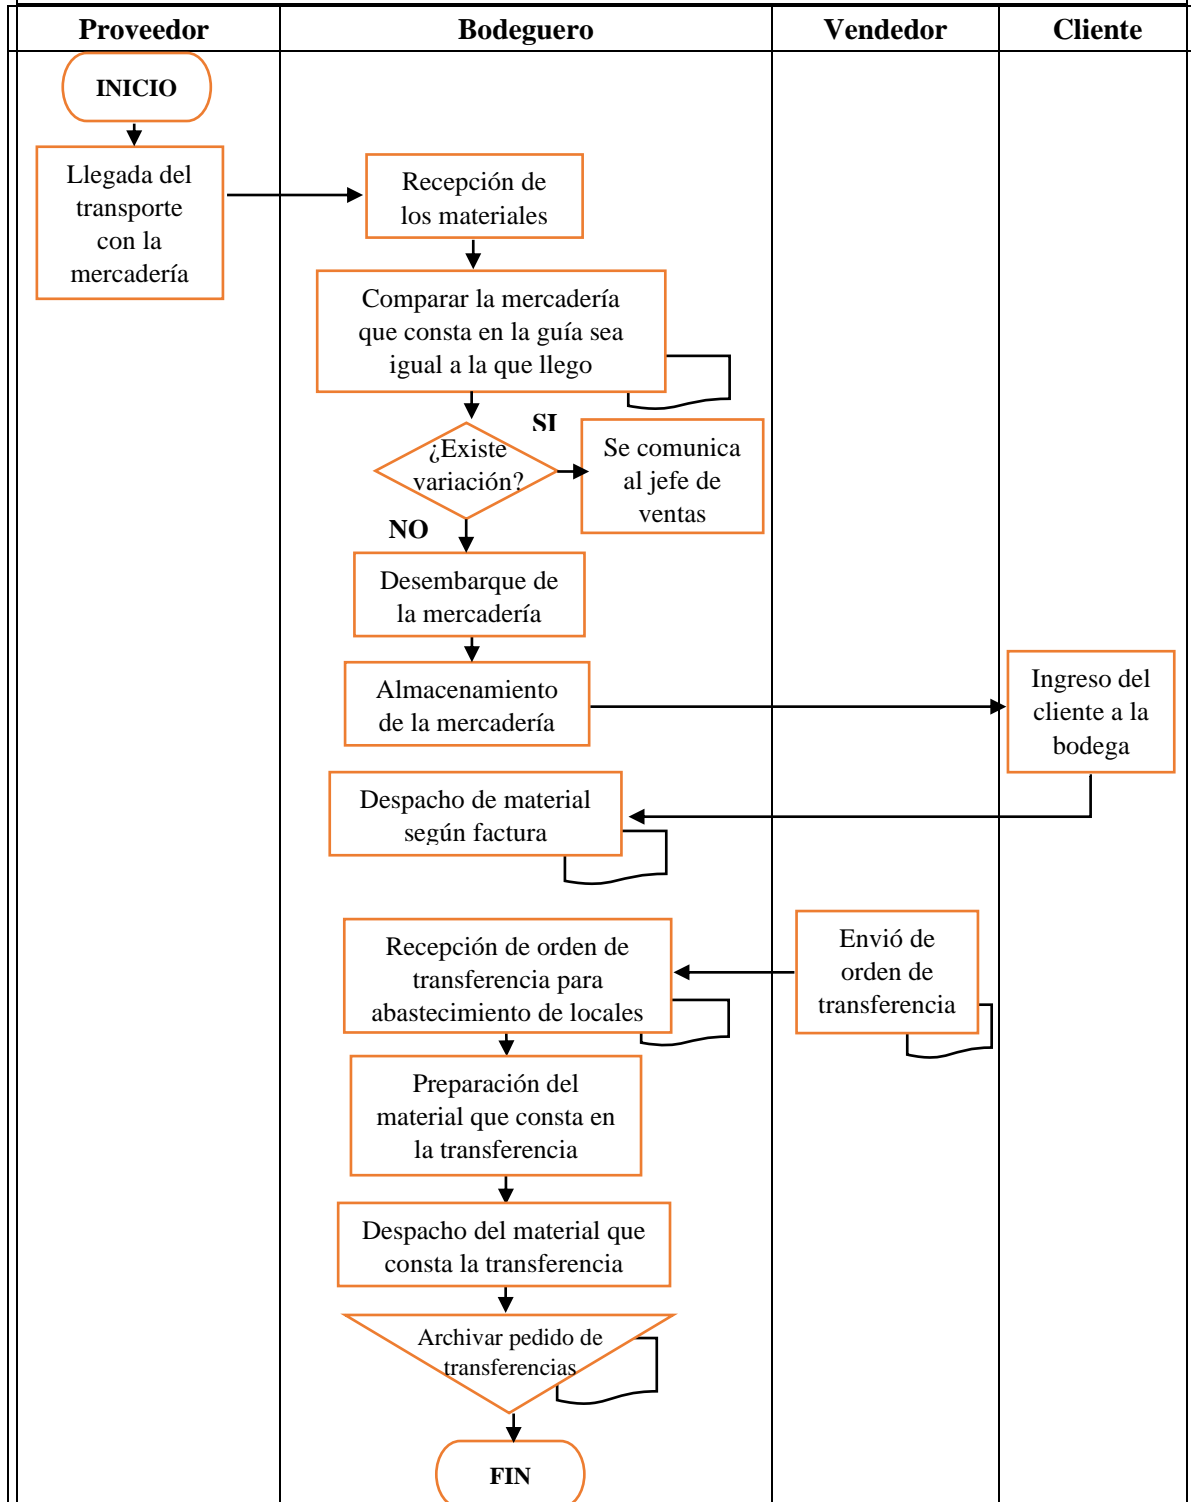 Proveedor
Bodeguero
Vendedor
Cliente
INICIO
Llegada del
transporte
con la
mercadería
Recepción de
los materiales
Comparar la mercadería
que consta en la guía sea
igual a la que llego
¿Existe
variación?
SI
Se comunica
al jefe de
ventas
NO
Desembarque de
la mercadería
Almacenamiento
de la mercadería
Ingreso del
cliente a la
bodega
Despacho de material
según factura
Envió de
orden de
transferencia
Recepción de orden de
transferencia para
abastecimiento de locales
Preparación del
material que consta en
la transferencia
Despacho del material que
consta la transferencia
Archivar pedido de
transferencias
FIN